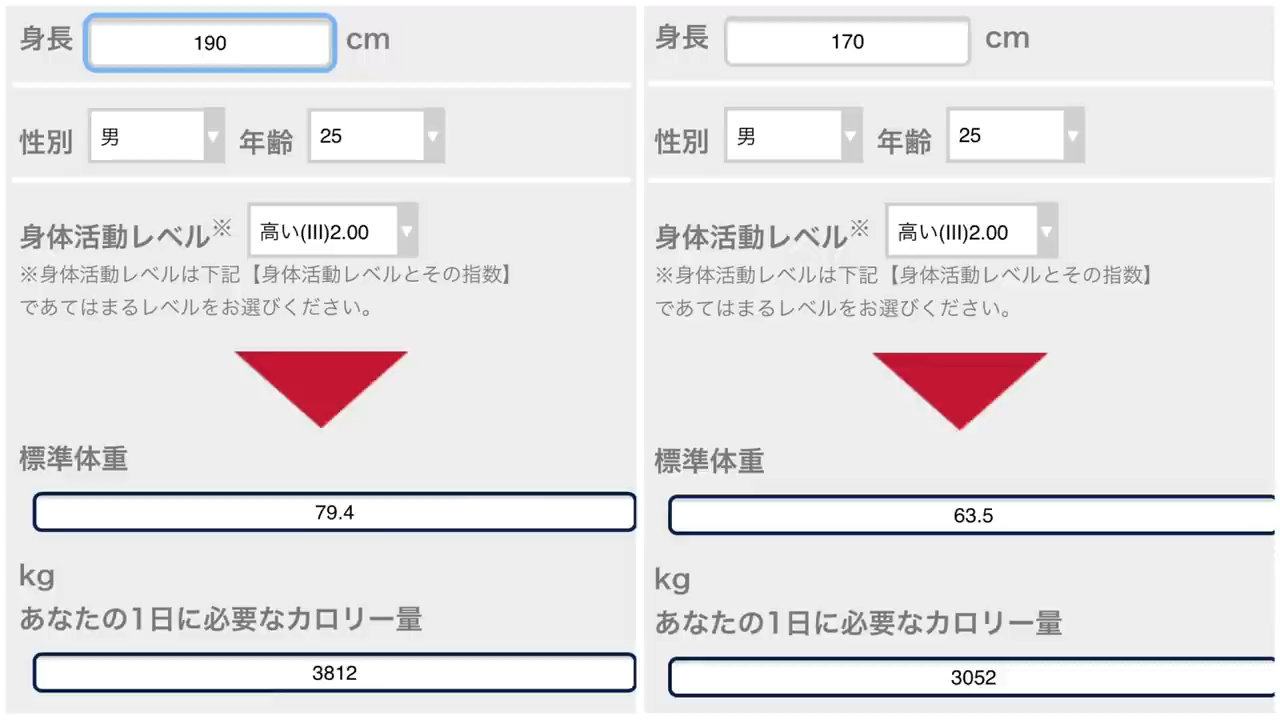 身長 190 cm
性別 男 年齢 25
身体活動レベル※ 高い(III)2.00
※身体活動レベルは下記【身体活動レベルとその指数】
であてはまるレベルをお選びください。
標準体重
79.4
kg
あなたの1日に必要なカロリー量
3812
身長 170 cm
性別 男 年齢 25
身体活動レベル※ 高い(III)2.00
※身体活動レベルは下記【身体活動レベルとその指数】
であてはまるレベルをお選びください。
標準体重
63.5
kg
あなたの1日に必要なカロリー量
3052